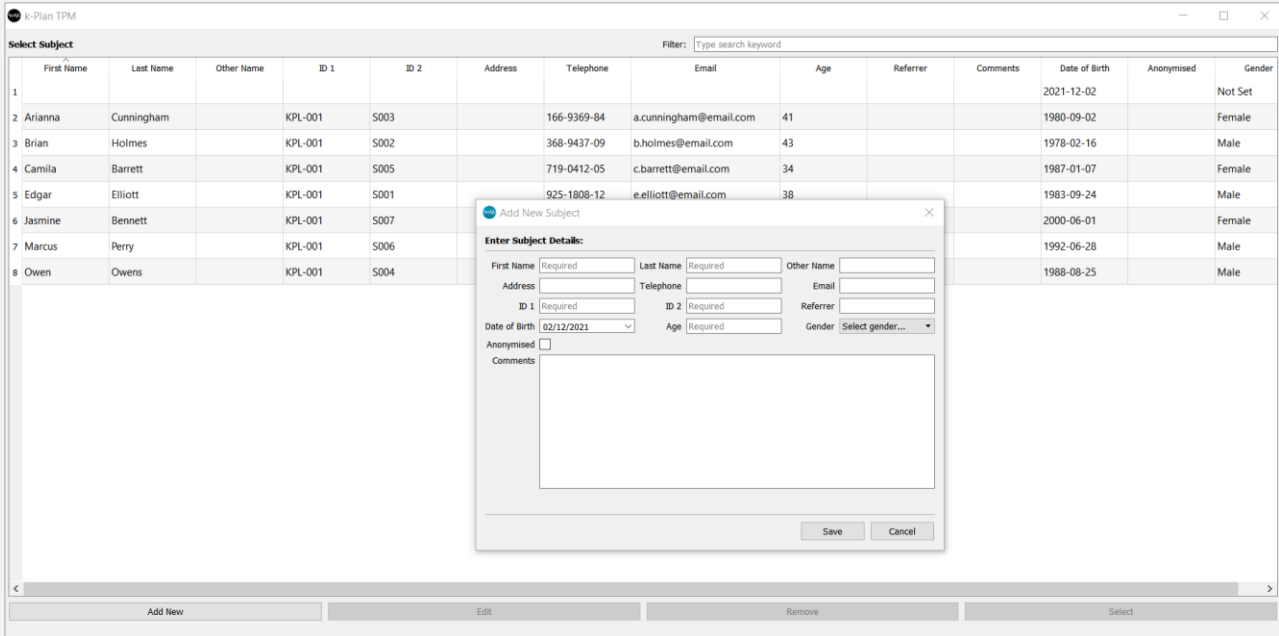 k-Plan TPM
Select Subject Filter: Type search keyword
First Name Last Name Other Name ID 1 ID 2 Address Telephone Email Age Referrer Comments Date of Birth Anonymised Gender
1 2021-12-02 Not Set
2 Arianna Cunningham KPL-001 S003 166-9369-84 a.cunningham@email.com 41 1980-09-02 Female
3 Brian Holmes KPL-001 S002 368-9437-09 b.holmes@email.com 43 1978-02-16 Male
4 Camila Barrett KPL-001 S005 719-0412-05 c.barrett@email.com 34 1987-01-07 Female
5 Edgar Elliott KPL-001 S001 925-1808-12 e.elliott@email.com 38 1983-09-24 Male
6 Jasmine Bennett KPL-001 S007 2000-06-01 Female
7 Marcus Perry KPL-001 S006 1992-06-28 Male
8 Owen Owens KPL-001 S004 1988-08-25 Male
Add New Subject
Enter Subject Details:
First Name Required Last Name Required Other Name
Address Telephone Email
ID 1 Required ID 2 Required Referrer
Date of Birth 02/12/2021 Age Required Gender Select gender...
Anonymised
Comments
Save Cancel
Add New Edit Remove Select